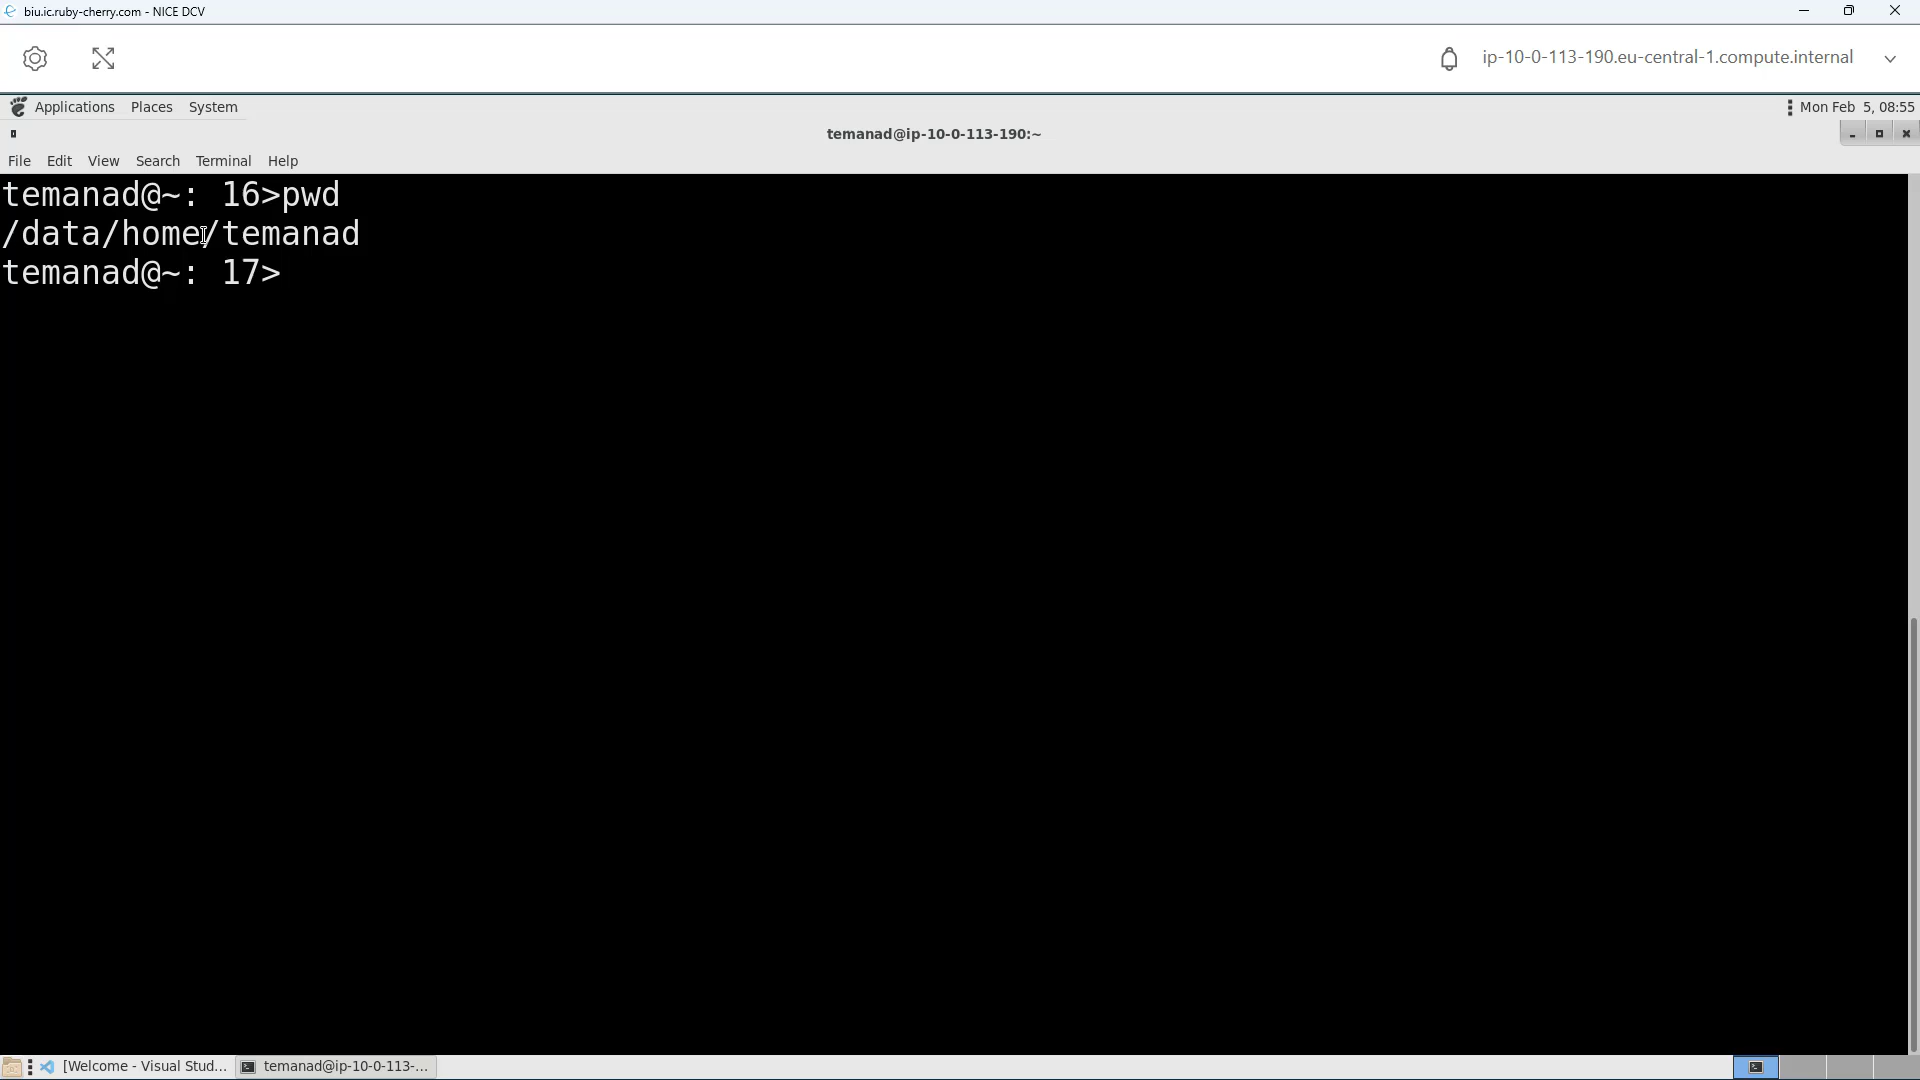 biu.ic.ruby-cherry.com - NICE DCV
ip-10-0-113-190.eu-central-1.compute.internal
Applications Places System
Mon Feb 5, 08:55
temanad@ip-10-0-113-190:~
File Edit View Search Terminal Help
temanad@~: 16>pwd
/data/home/temanad
temanad@~: 17>
[Welcome - Visual Stud... temanad@ip-10-0-113-...